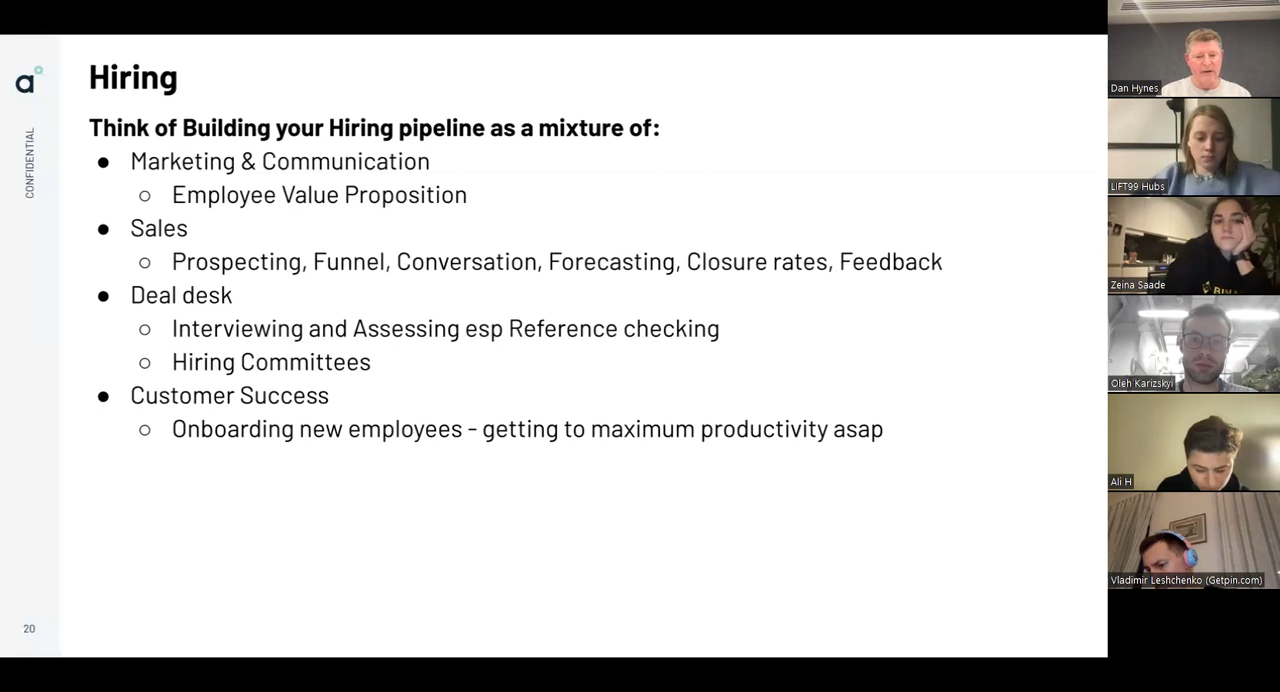 a
CONFIDENTIAL
Hiring
Think of Building your Hiring pipeline as a mixture of:
● Marketing & Communication
○ Employee Value Proposition
● Sales
○ Prospecting, Funnel, Conversation, Forecasting, Closure rates, Feedback
● Deal desk
○ Interviewing and Assessing esp Reference checking
○ Hiring Committees
● Customer Success
○ Onboarding new employees - getting to maximum productivity asap
20
Dan Hynes
LIFT99 Hubs
Zeina Saade
Oleh Karizskyi
Ali H
Vladimir Leshchenko (Getpin.com)